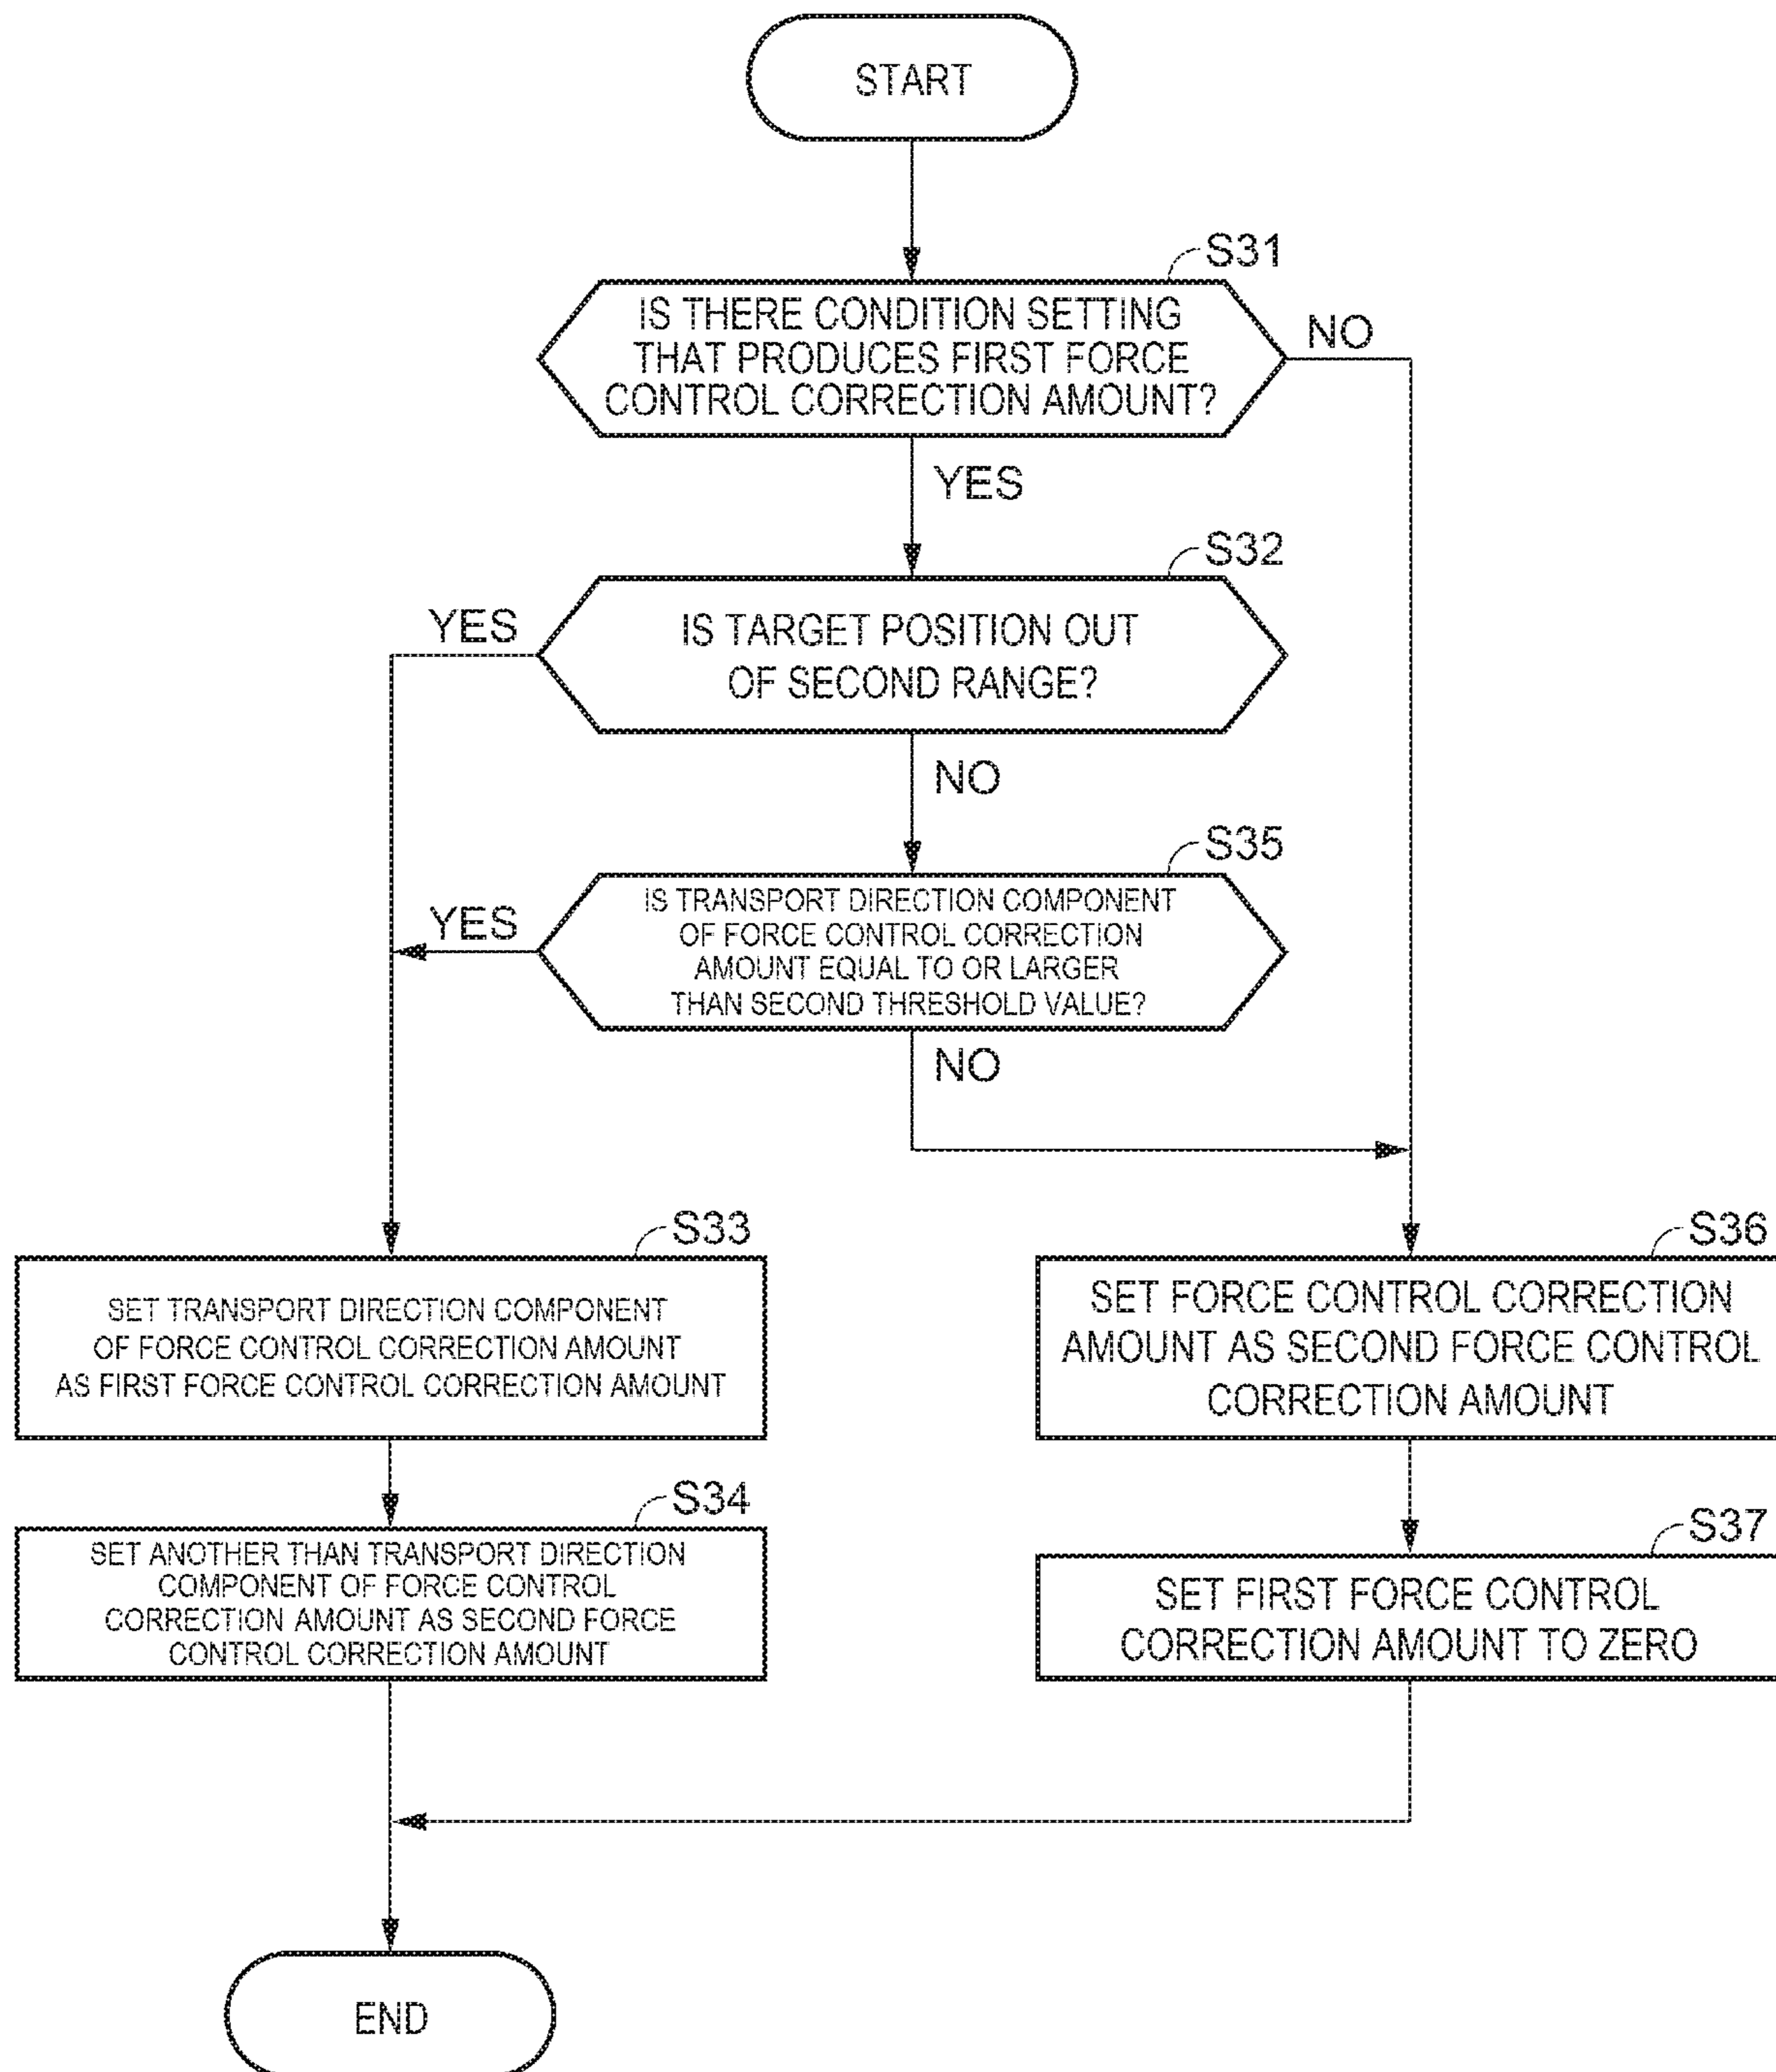 START
S31
IS THERE CONDITION SETTING
THAT PRODUCES FIRST FORCE
CONTROL CORRECTION AMOUNT?
NO
YES
S32
IS TARGET POSITION OUT
OF SECOND RANGE?
YES
NO
S35
IS TRANSPORT DIRECTION COMPONENT
OF FORCE CONTROL CORRECTION
AMOUNT EQUAL TO OR LARGER
THAN SECOND THRESHOLD VALUE?
YES
NO
S33
SET TRANSPORT DIRECTION COMPONENT
OF FORCE CONTROL CORRECTION AMOUNT
AS FIRST FORCE CONTROL CORRECTION AMOUNT
S34
SET ANOTHER THAN TRANSPORT DIRECTION
COMPONENT OF FORCE CONTROL
CORRECTION AMOUNT AS SECOND FORCE
CONTROL CORRECTION AMOUNT
S36
SET FORCE CONTROL CORRECTION
AMOUNT AS SECOND FORCE CONTROL
CORRECTION AMOUNT
S37
SET FIRST FORCE CONTROL
CORRECTION AMOUNT TO ZERO
END